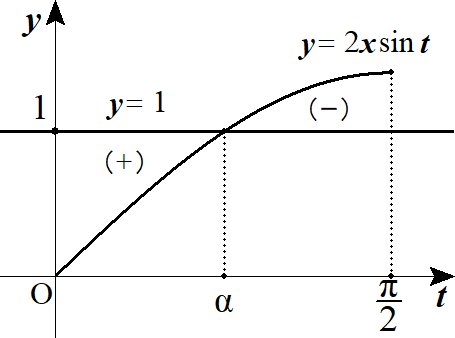 y
y = 2x sin t
1
y = 1
(−)
(+)
O
α
π/2
t